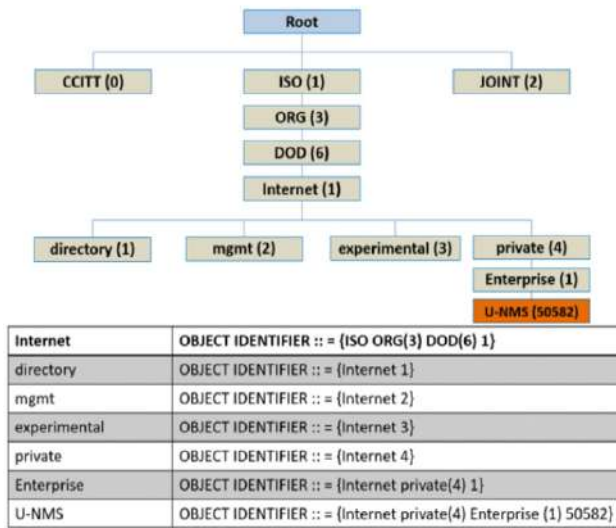 Root
CCITT (0) ISO (1) JOINT (2)
ORG (3)
DOD (6)
Internet (1)
directory (1) mgmt (2) experimental (3) private (4)
Enterprise (1)
U-NMS (50582)
Internet OBJECT IDENTIFIER :: = {ISO ORG(3) DOD(6) 1}
directory OBJECT IDENTIFIER :: = {Internet 1}
mgmt OBJECT IDENTIFIER :: = {Internet 2}
experimental OBJECT IDENTIFIER :: = {Internet 3}
private OBJECT IDENTIFIER :: = {Internet 4}
Enterprise OBJECT IDENTIFIER :: = {Internet private(4) 1}
U-NMS OBJECT IDENTIFIER :: = {Internet private(4) Enterprise (1) 50582}